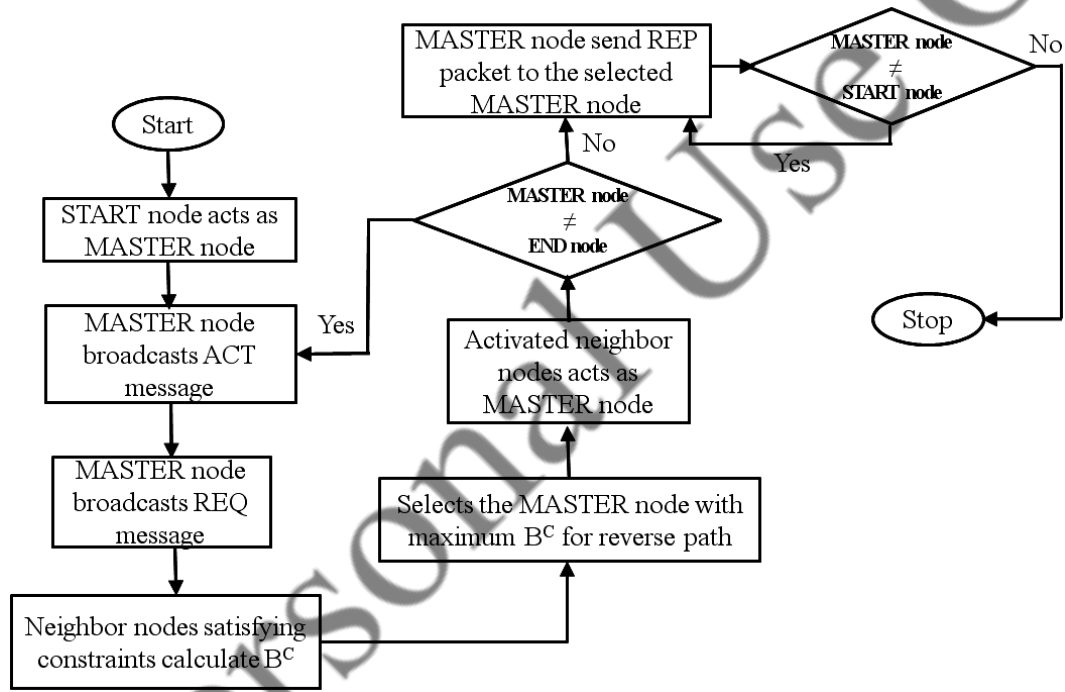 Start
START node acts as
MASTER node
MASTER node
broadcasts ACT
message
MASTER node
broadcasts REQ
message
Neighbor nodes satisfying
constraints calculate B^C
Selects the MASTER node with
maximum B^C for reverse path
Activated neighbor
nodes acts as
MASTER node
MASTER node
≠
END node
Yes
No
MASTER node send REP
packet to the selected
MASTER node
MASTER node
≠
START node
Yes
No
Stop
ersonal Use